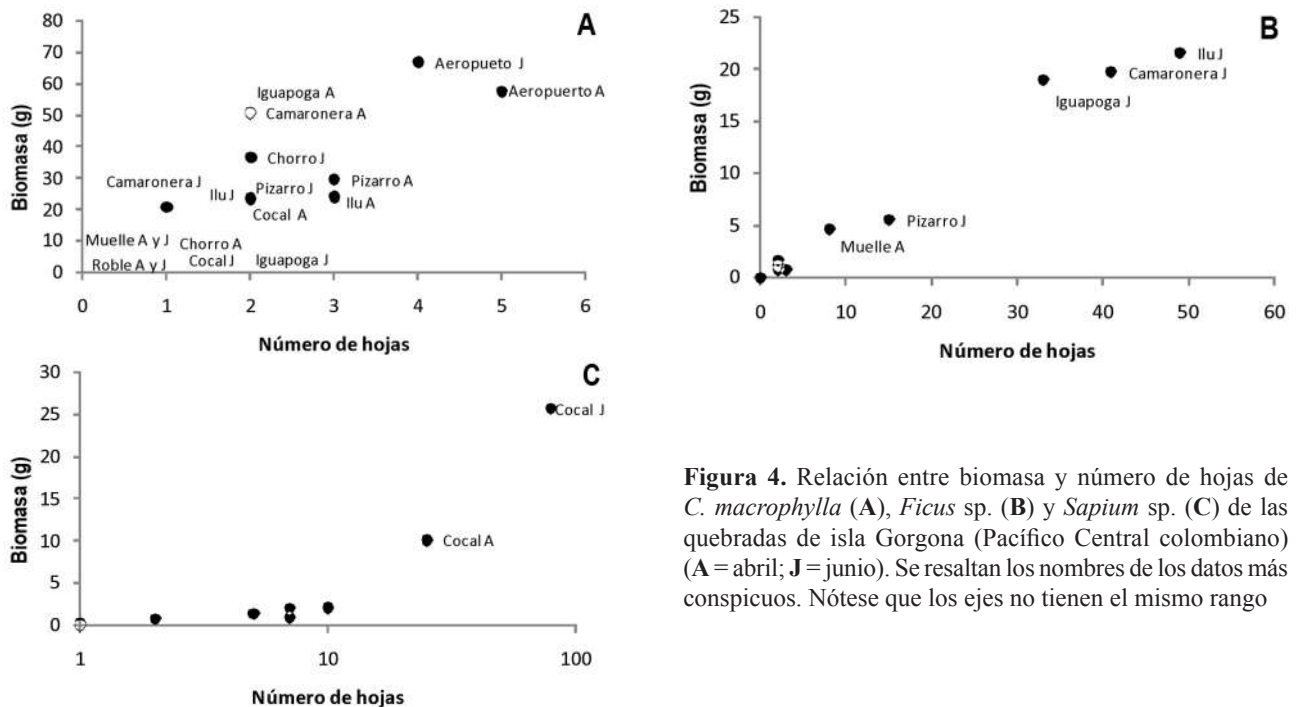 A
Biomasa (g)
80
70
60
50
40
30
20
10
0
Aeropueto J
Aeropuerto A
Iguapoga A
Camaronera A
Chorro J
Camaronera J
Ilu J
Pizarro J
Pizarro A
Cocal A
Ilu A
Muelle A y J
Chorro A
Roble A y J
Cocal J
Iguapoga J
0 1 2 3 4 5 6
Número de hojas
B
Biomasa (g)
25
20
15
10
5
0
Ilu J
Camaronera J
Iguapoga J
Pizarro J
Muelle A
0 10 20 30 40 50 60
Número de hojas
C
Biomasa (g)
30
25
20
15
10
5
0
Cocal J
Cocal A
1 10 100
Número de hojas
Figura 4. Relación entre biomasa y número de hojas de
C. macrophylla (A), Ficus sp. (B) y Sapium sp. (C) de las
quebradas de isla Gorgona (Pacífico Central colombiano)
(A = abril; J = junio). Se resaltan los nombres de los datos más
conspicuos. Nótese que los ejes no tienen el mismo rango